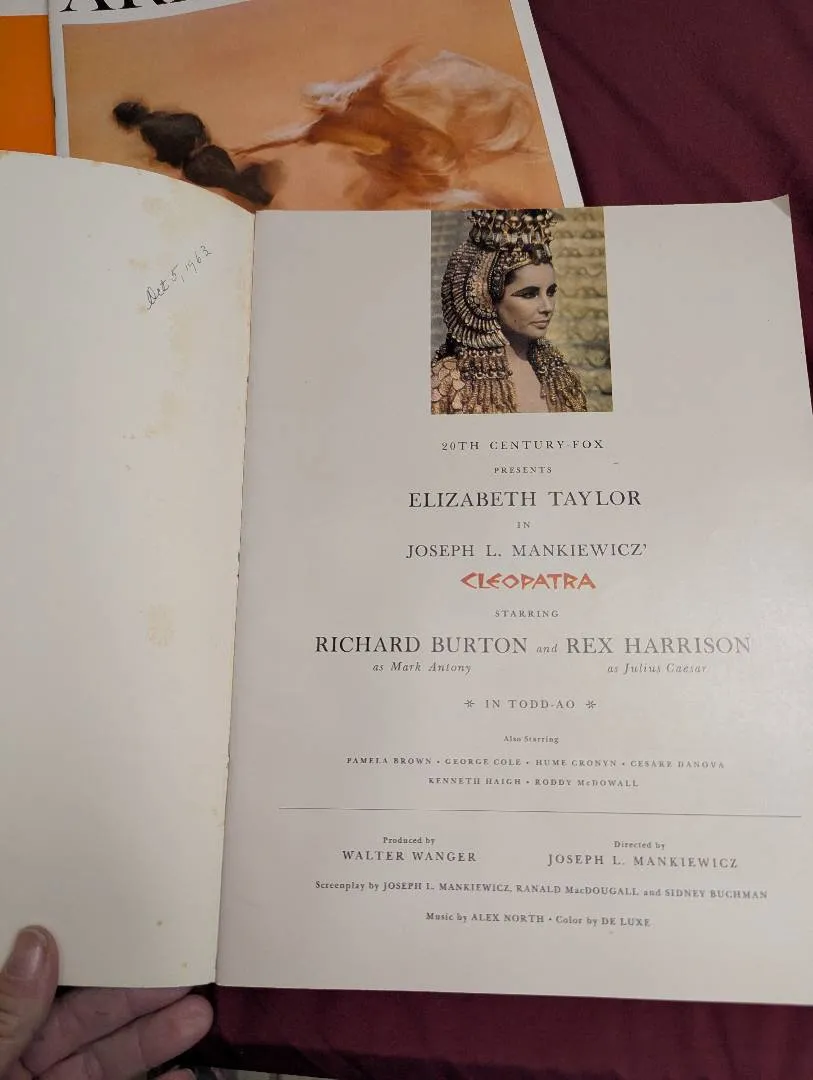 Oct 5, 1963
20TH CENTURY-FOX
PRESENTS
ELIZABETH TAYLOR
IN
JOSEPH L. MANKIEWICZ'
CLEOPATRA
STARRING
RICHARD BURTON and REX HARRISON
as Mark Antony as Julius Caesar
IN TODD-AO
Also Starring
PAMELA BROWN • GEORGE COLE • HUME CRONYN • CESARE DANOVA
KENNETH HAIGH • RODDY McDOWALL
Produced by Directed by
WALTER WANGER JOSEPH L. MANKIEWICZ
Screenplay by JOSEPH L. MANKIEWICZ, RANALD MacDOUGALL and SIDNEY BUCHMAN
Music by ALEX NORTH • Color by DE LUXE